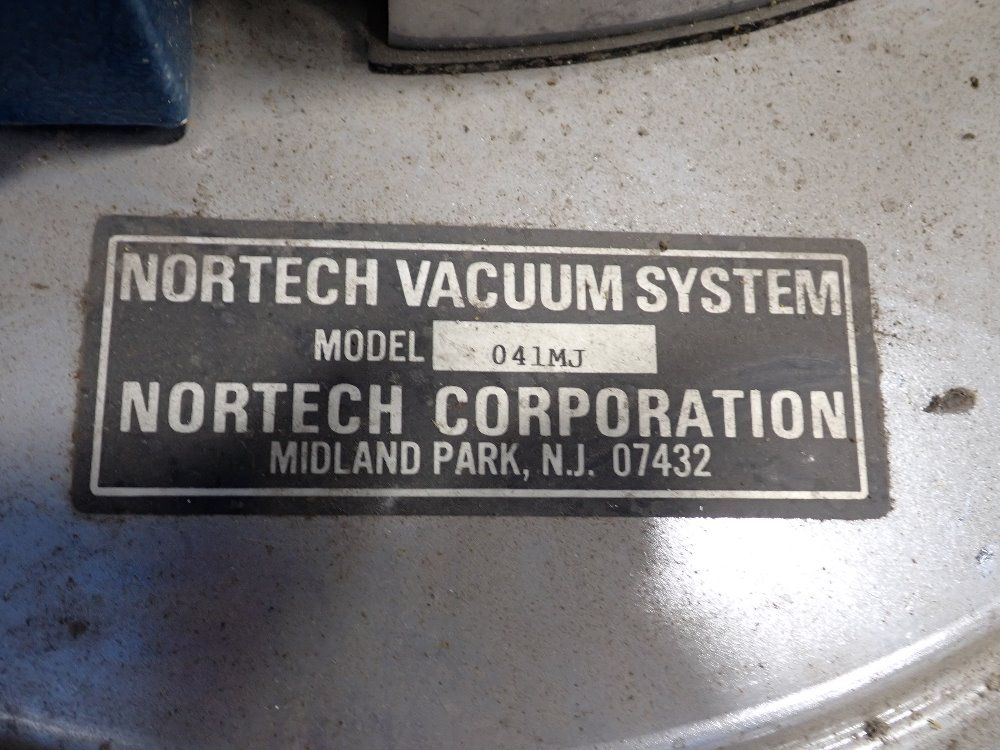 NORTECH VACUUM SYSTEM
MODEL 041MJ
NORTECH CORPORATION
MIDLAND PARK, N.J. 07432